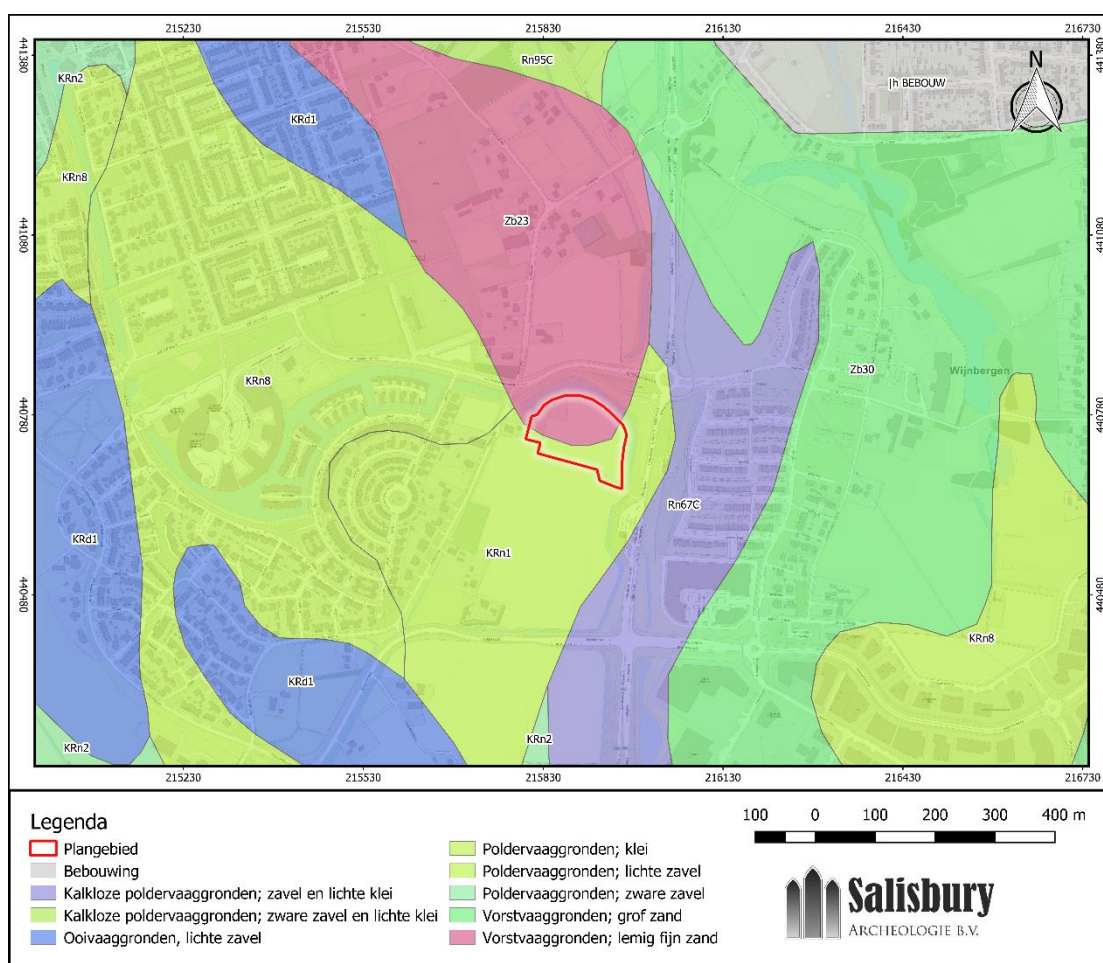 215230 215530 215830 216130 216430 216730
441380 441380
Rn95C
KRn2
|h BEBOUW
N
KRd1
KRn8
Zb23
441080 441080
Zb30
Wijnbergen
KRn8
440780 440780
Rn67C
KRd1
KRn1
440480 440480
KRn8
KRd1
KRn2
KRn2
215230 215530 215830 216130 216430 216730
Legenda
Plangebied
Bebouwing
Kalkloze poldervaaggronden; zavel en lichte klei
Kalkloze poldervaaggronden; zware zavel en lichte klei
Ooivaaggronden, lichte zavel
Poldervaaggronden; klei
Poldervaaggronden; lichte zavel
Poldervaaggronden; zware zavel
Vorstvaaggronden; grof zand
Vorstvaaggronden; lemig fijn zand
100 0 100 200 300 400 m
Salisbury
ARCHEOLOGIE B.V.